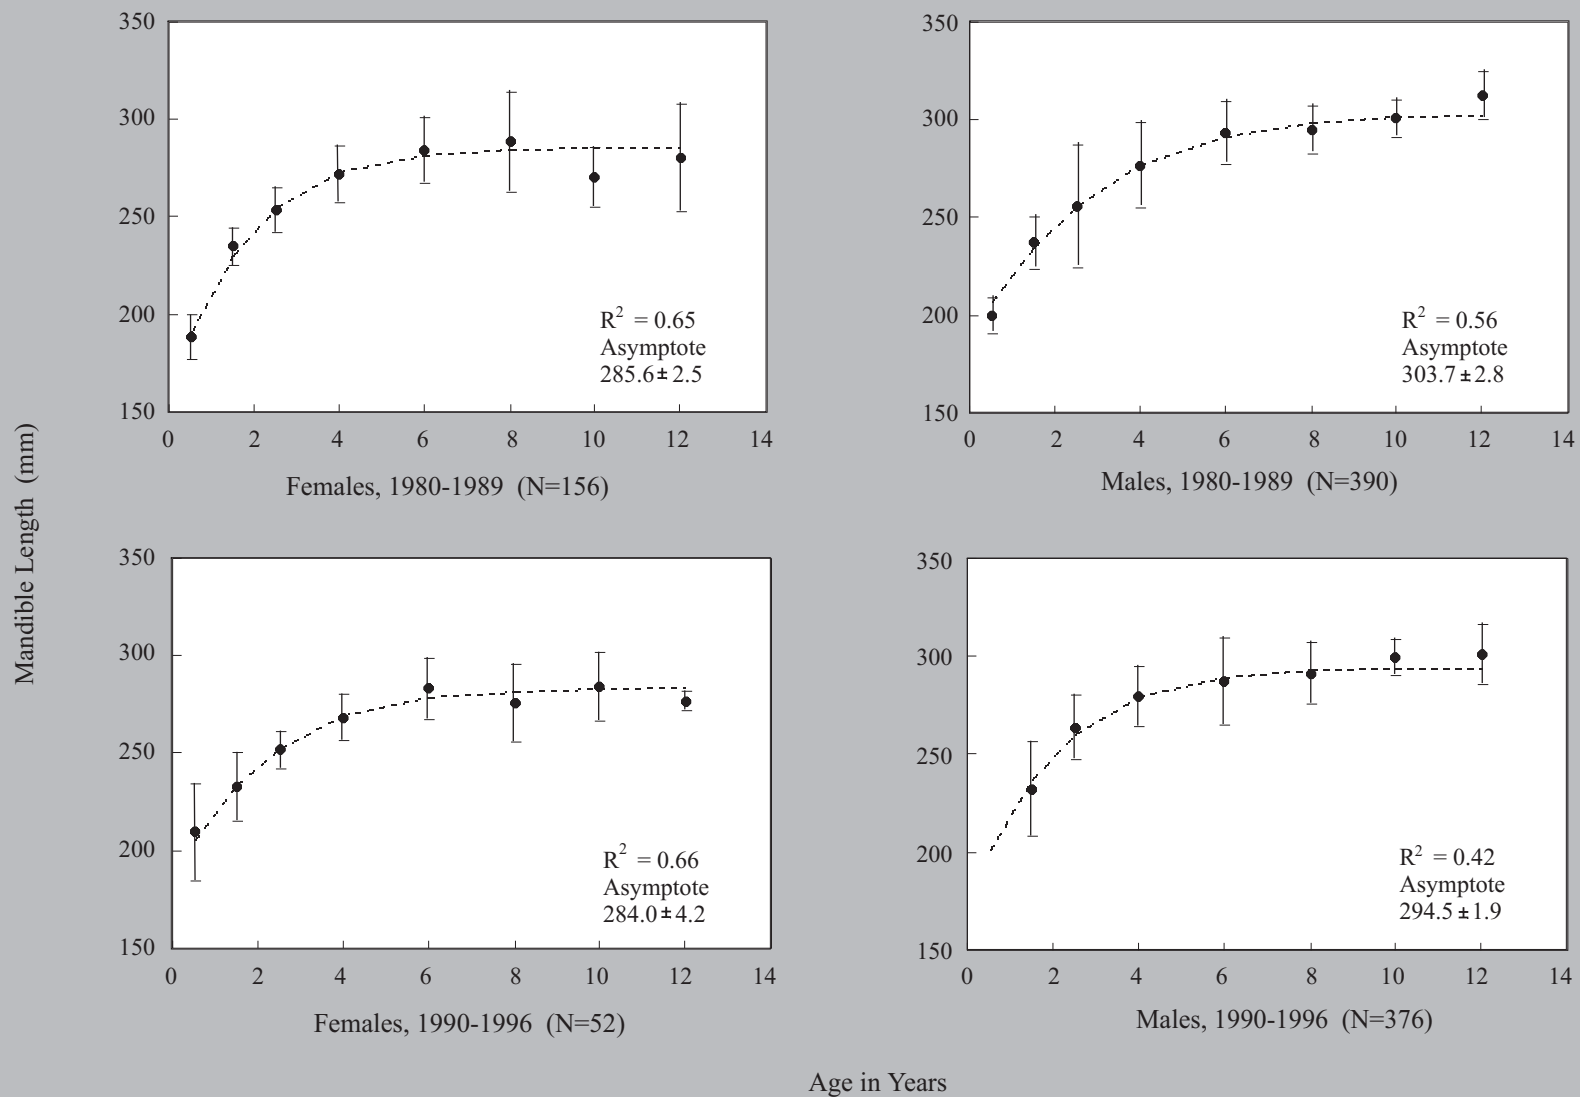 Mandible Length (mm)
350
300
250
200
150
0 2 4 6 8 10 12 14
R2 = 0.65
Asymptote
285.6±2.5
Females, 1980-1989 (N=156)
350
300
250
200
150
0 2 4 6 8 10 12 14
R2 = 0.56
Asymptote
303.7±2.8
Males, 1980-1989 (N=390)
350
300
250
200
150
0 2 4 6 8 10 12 14
R2 = 0.66
Asymptote
284.0±4.2
Females, 1990-1996 (N=52)
350
300
250
200
150
0 2 4 6 8 10 12 14
R2 = 0.42
Asymptote
294.5±1.9
Males, 1990-1996 (N=376)
Age in Years